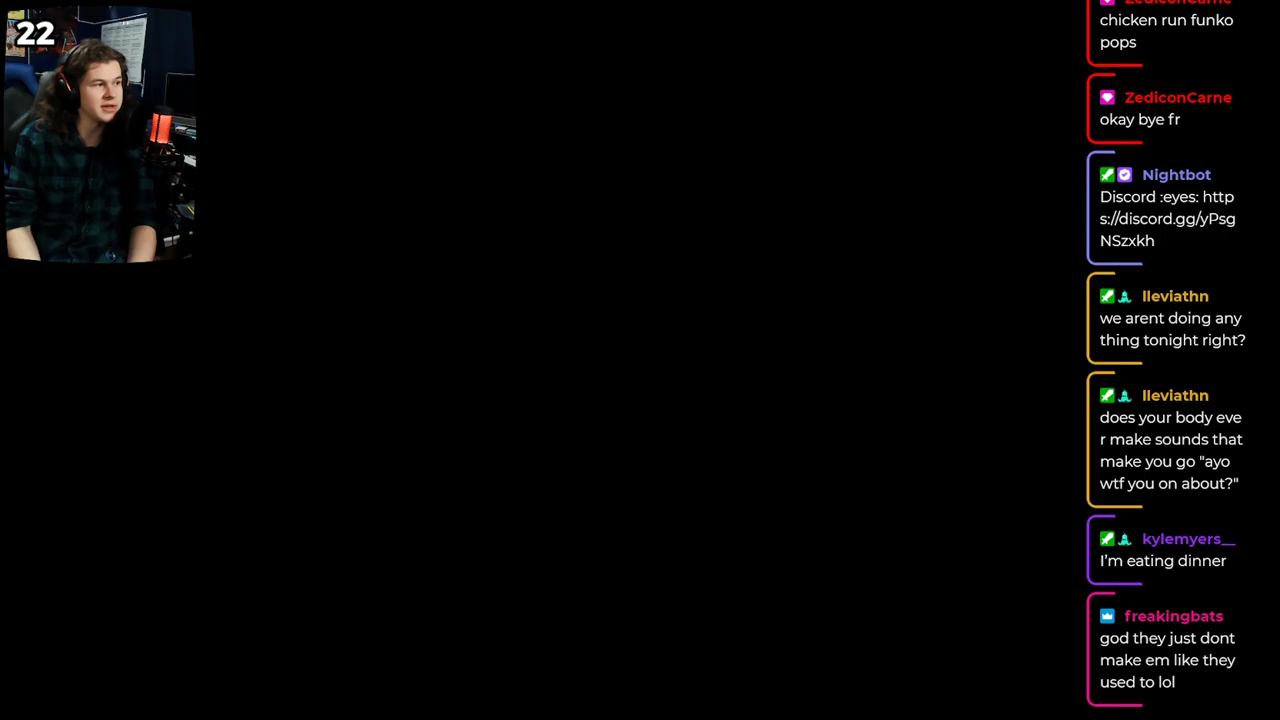 22
ZediconCarne
chicken run funko
pops
ZediconCarne
okay bye fr
Nightbot
Discord :eyes: http
s://discord.gg/yPsg
NSzxkh
lleviathn
we arent doing any
thing tonight right?
lleviathn
does your body eve
r make sounds that
make you go "ayo
wtf you on about?"
kylemyers__
I'm eating dinner
freakingbats
god they just dont
make em like they
used to lol